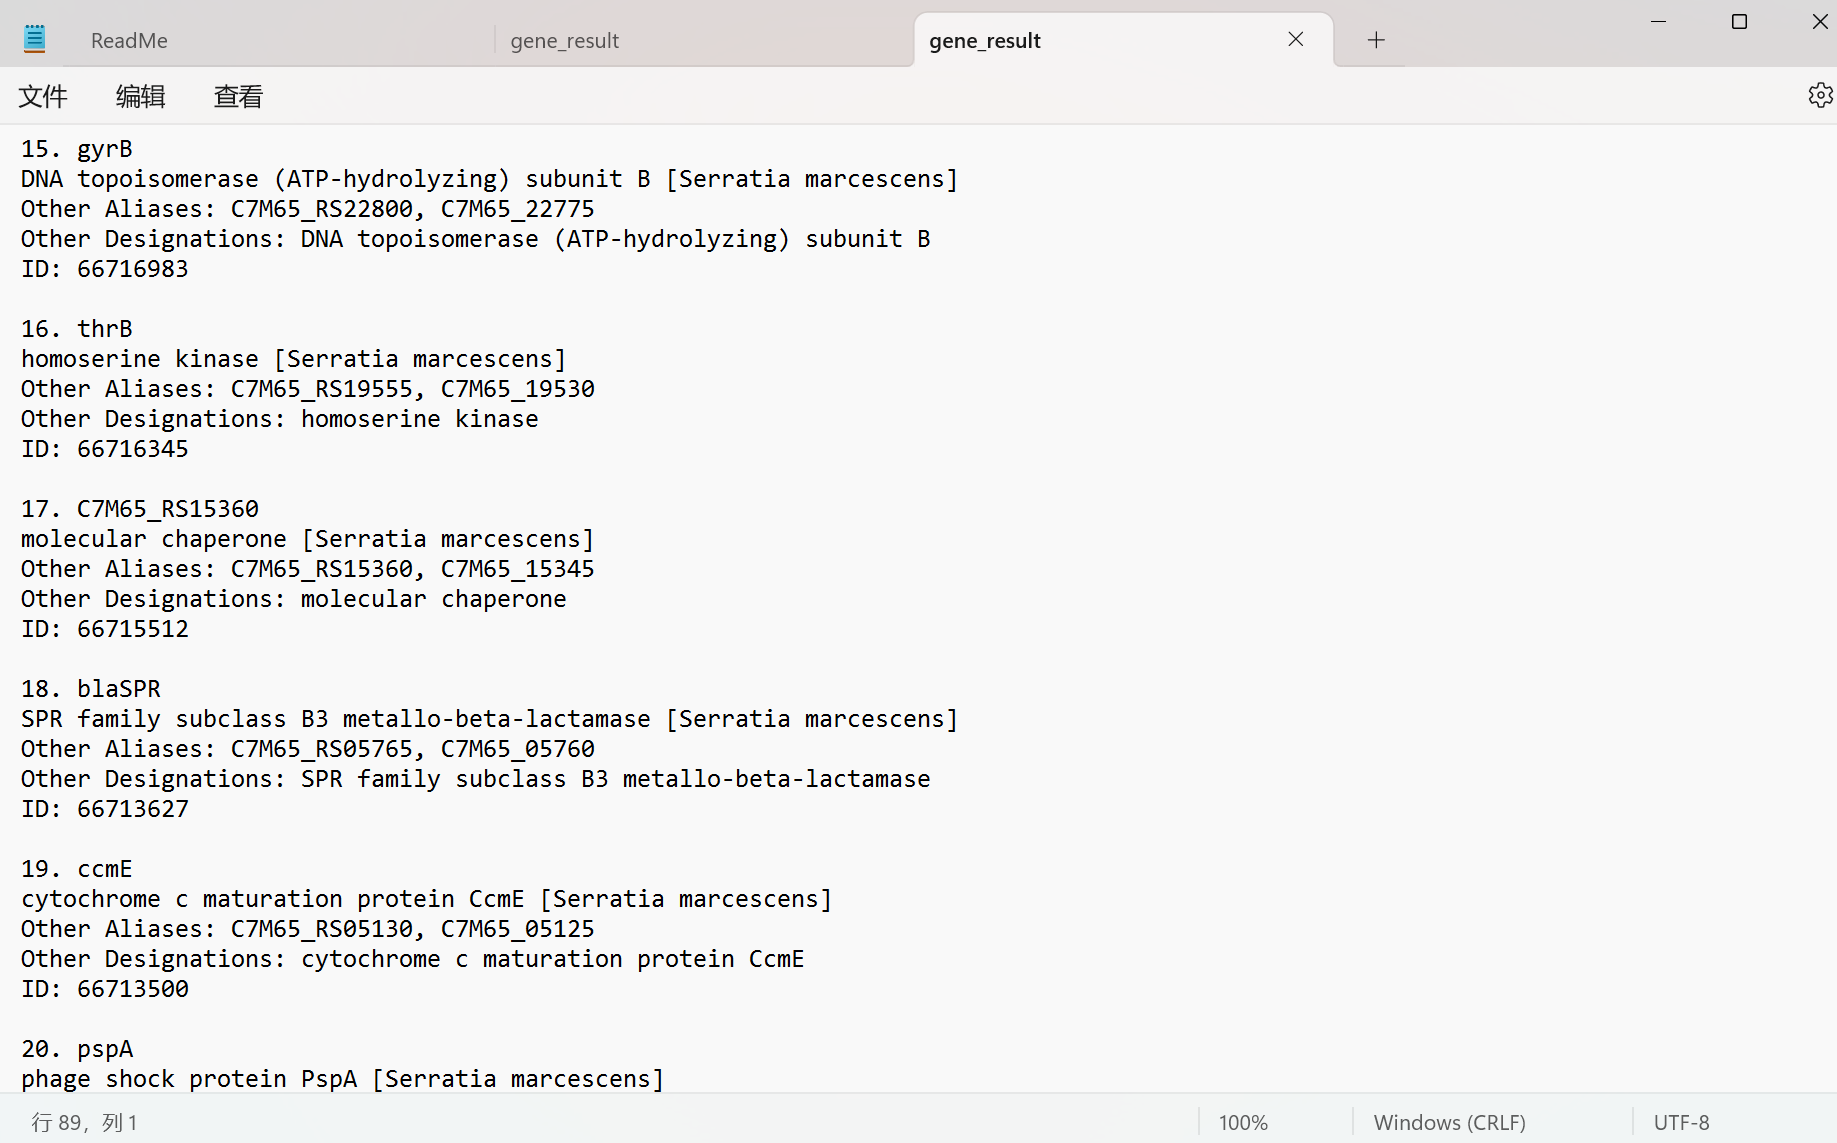 ReadMe
gene_result
gene_result
文件 编辑 查看
15. gyrB
DNA topoisomerase (ATP-hydrolyzing) subunit B [Serratia marcescens]
Other Aliases: C7M65_RS22800, C7M65_22775
Other Designations: DNA topoisomerase (ATP-hydrolyzing) subunit B
ID: 66716983
16. thrB
homoserine kinase [Serratia marcescens]
Other Aliases: C7M65_RS19555, C7M65_19530
Other Designations: homoserine kinase
ID: 66716345
17. C7M65_RS15360
molecular chaperone [Serratia marcescens]
Other Aliases: C7M65_RS15360, C7M65_15345
Other Designations: molecular chaperone
ID: 66715512
18. blaSPR
SPR family subclass B3 metallo-beta-lactamase [Serratia marcescens]
Other Aliases: C7M65_RS05765, C7M65_05760
Other Designations: SPR family subclass B3 metallo-beta-lactamase
ID: 66713627
19. ccmE
cytochrome c maturation protein CcmE [Serratia marcescens]
Other Aliases: C7M65_RS05130, C7M65_05125
Other Designations: cytochrome c maturation protein CcmE
ID: 66713500
20. pspA
phage shock protein PspA [Serratia marcescens]
行 89，列 1 100% Windows (CRLF) UTF-8